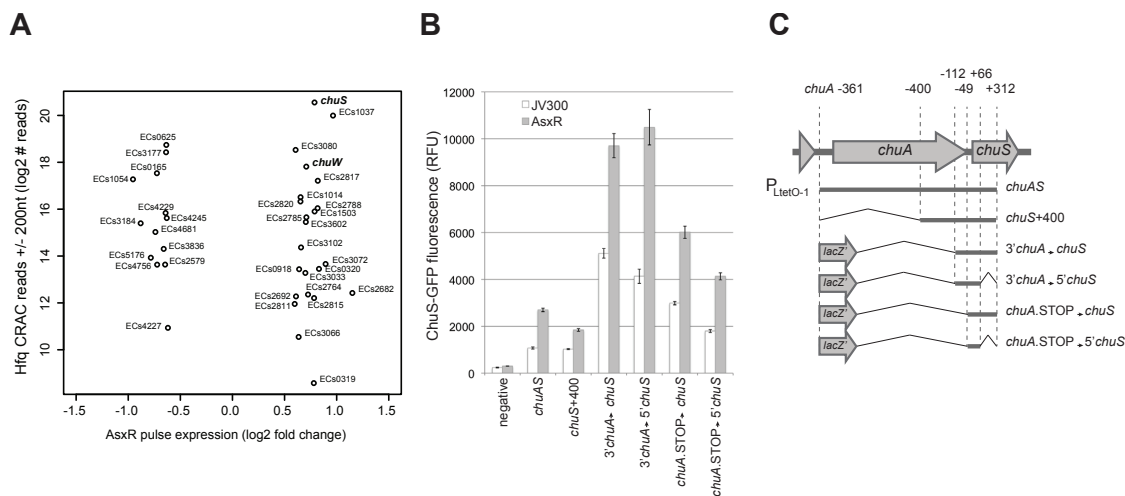 A
Hfq CRAC reads +/- 200nt (log2 # reads)
20
18
16
14
12
10
chuS
ECs1037
ECs0625
ECs3177
ECs3080
chuW
ECs0165
ECs1054
ECs2817
ECs1014
ECs2820
ECs2788
ECs4229
ECs1503
ECs4245
ECs2785
ECs3184
ECs3602
ECs4681
ECs3836
ECs3102
ECs5176
ECs3072
ECs4756
ECs2579
ECs0918
ECs0320
ECs3033
ECs2764
ECs2682
ECs2692
ECs2811
ECs2815
ECs4227
ECs3066
ECs0319
-1.5
-1.0
-0.5
0.0
0.5
1.0
1.5
AsxR pulse expression (log2 fold change)
B
ChuS-GFP fluorescence (RFU)
12000
10000
8000
6000
4000
2000
0
JV300
AsxR
negative
chuAS
chuS+400
3'chuA chuS
3'chuA 5'chuS
chuA.STOP chuS
chuA.STOP 5'chuS
C
-112 +66
chuA -361
-400
-49
+312
chuA
chuS
PLtetO-1
chuAS
chuS+400
lacZ'
3'chuA chuS
lacZ'
3'chuA 5'chuS
lacZ'
chuA.STOP chuS
lacZ'
chuA.STOP 5'chuS